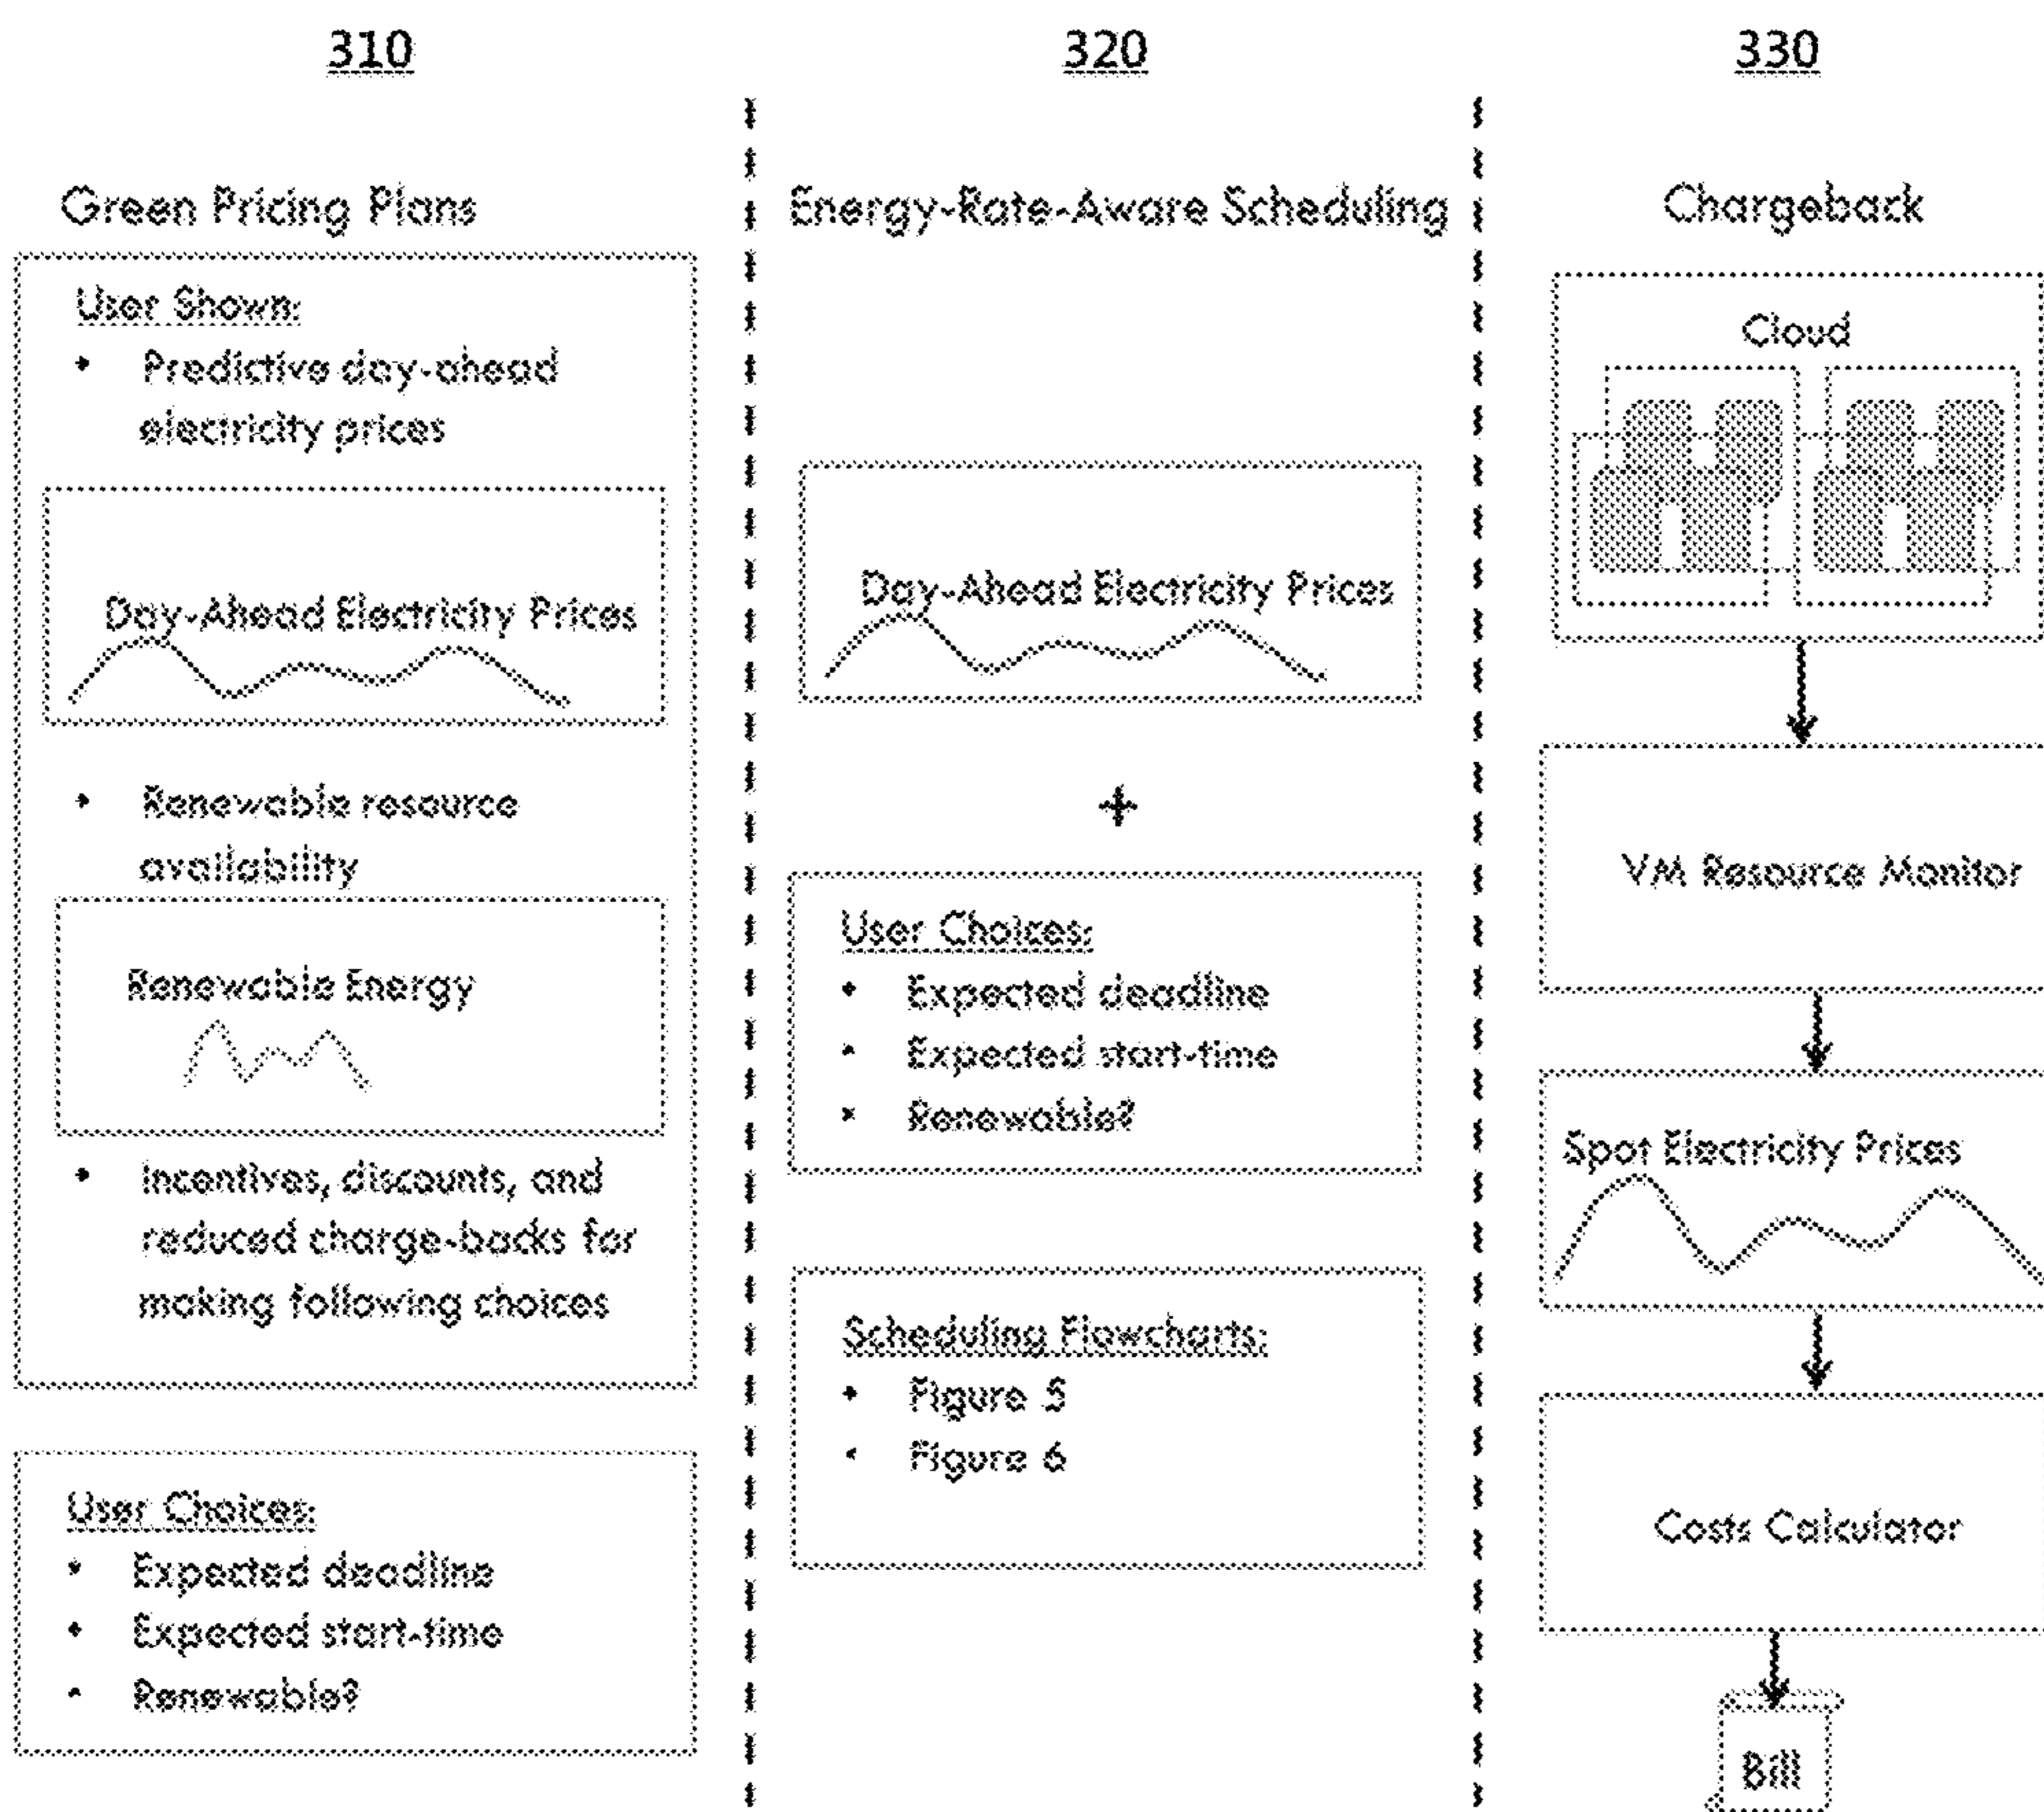 310
Green Pricing Plans
User Shown:
• Predictive day-ahead
electricity prices
Day-Ahead Electricity Prices
• Renewable resource
availability
Renewable Energy
• Incentives, discounts, and
reduced charge-backs for
making following choices
User Choices:
• Expected deadline
• Expected start-time
• Renewable?
320
Energy-Rate-Aware Scheduling
Day-Ahead Electricity Prices
+
User Choices:
• Expected deadline
• Expected start-time
• Renewable?
Scheduling Flowcharts:
• Figure 5
• Figure 6
330
Chargeback
Cloud
VM Resource Monitor
Spot Electricity Prices
Costs Calculator
Bill